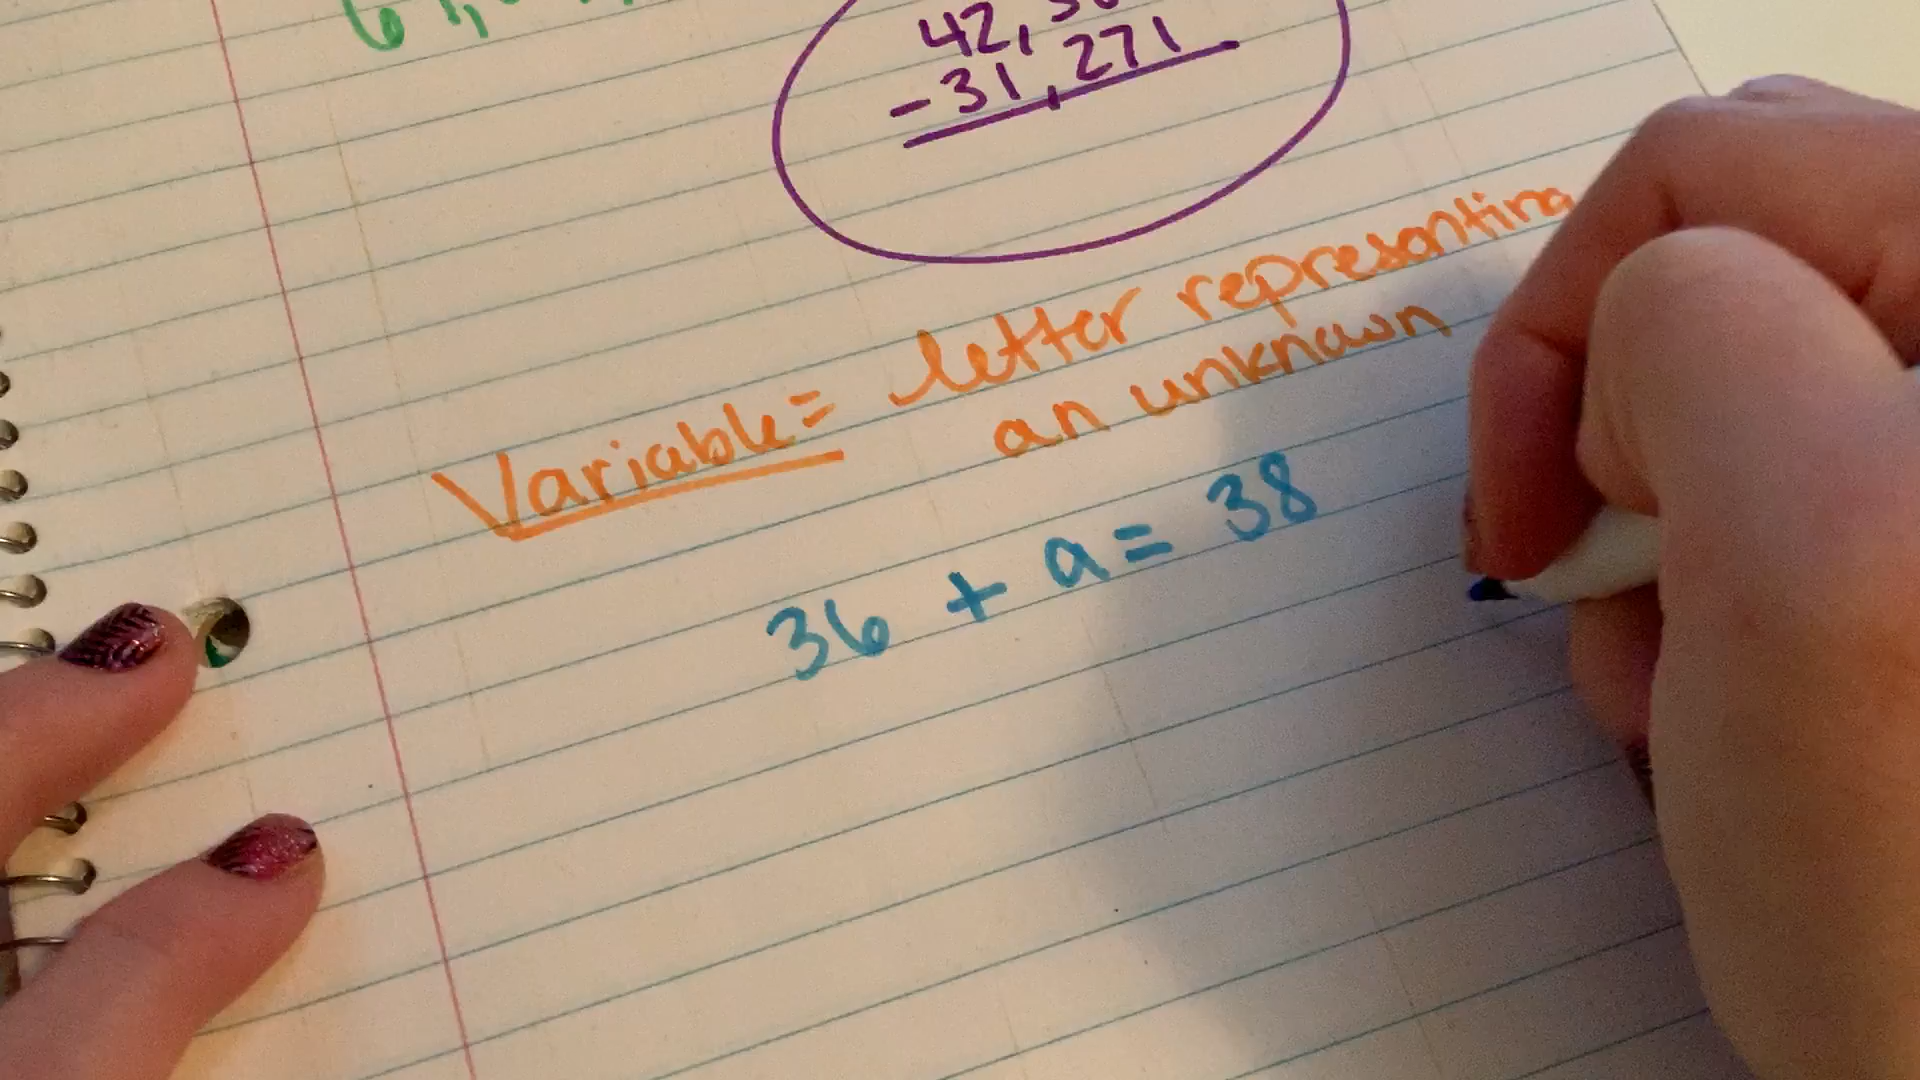 42,
-31,271
Variable= letter representing
an unknown
36 + a = 38